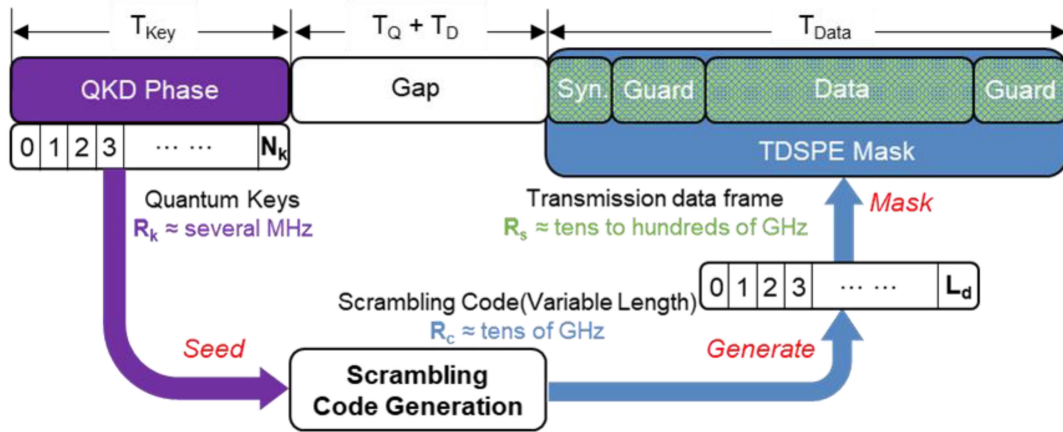 T_Key
T_Q + T_D
T_Data
QKD Phase
Gap
Syn.
Guard
Data
Guard
TDSPE Mask
0 1 2 3 ... ... N_k
Quantum Keys
R_k ≈ several MHz
Transmission data frame
R_s ≈ tens to hundreds of GHz
Mask
0 1 2 3 ... ... L_d
Scrambling Code(Variable Length)
R_c ≈ tens of GHz
Seed
Generate
Scrambling
Code Generation